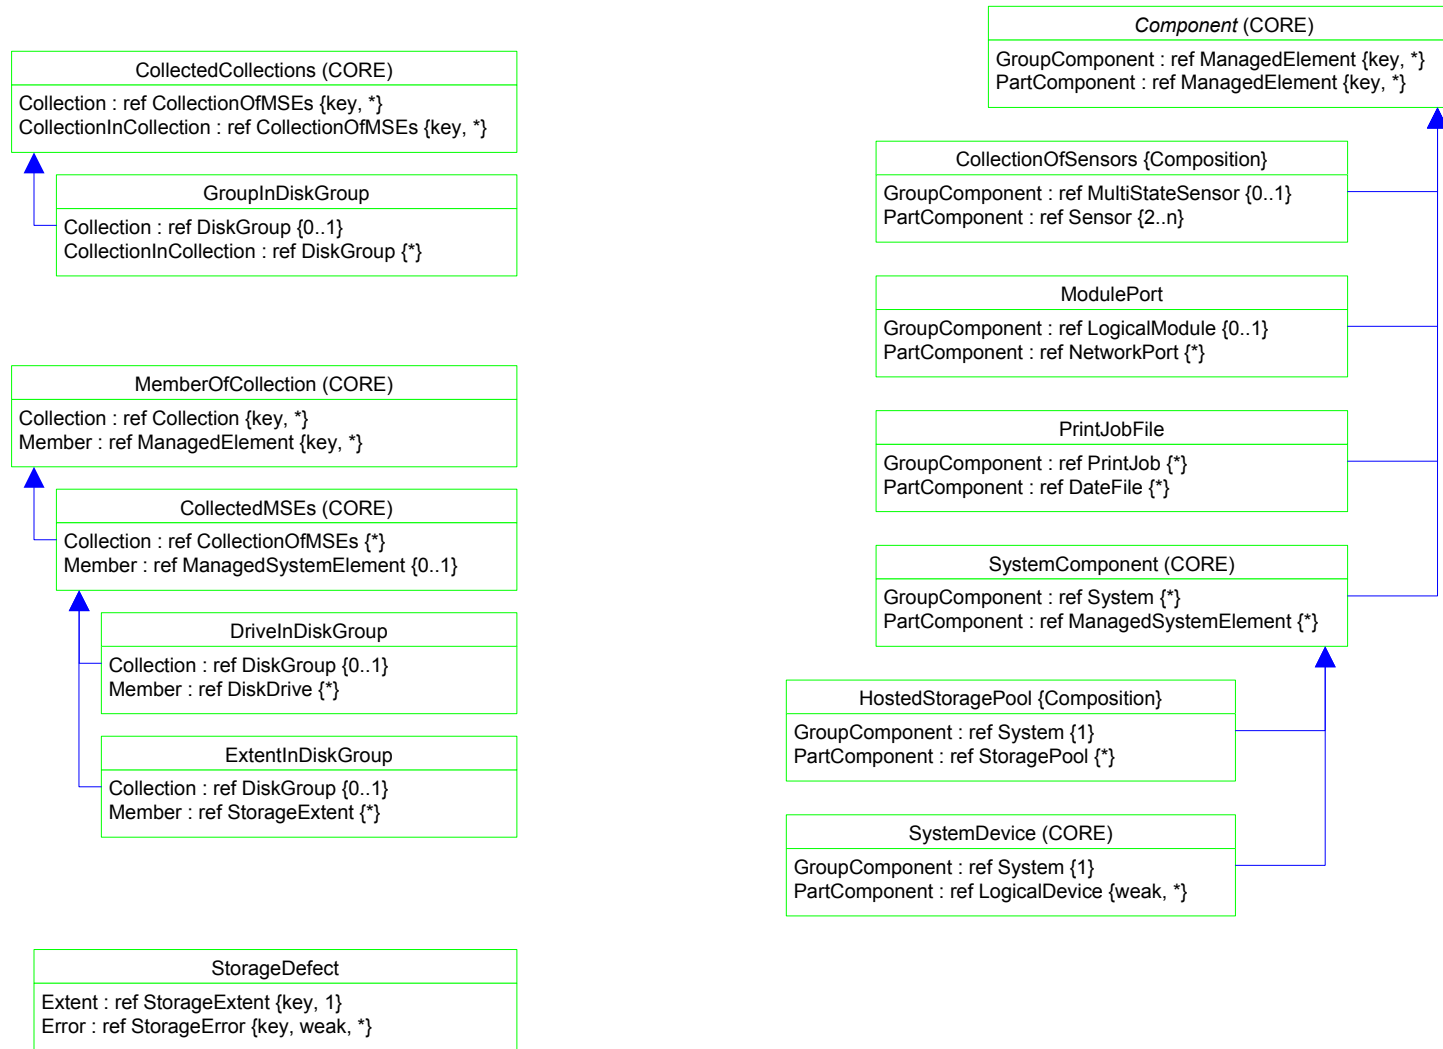 CollectedCollections (CORE)
Collection : ref CollectionOfMSEs {key, *}
CollectionInCollection : ref CollectionOfMSEs {key, *}
GroupInDiskGroup
Collection : ref DiskGroup {0..1}
CollectionInCollection : ref DiskGroup {*}
MemberOfCollection (CORE)
Collection : ref Collection {key, *}
Member : ref ManagedElement {key, *}
CollectedMSEs (CORE)
Collection : ref CollectionOfMSEs {*}
Member : ref ManagedSystemElement {0..1}
DriveInDiskGroup
Collection : ref DiskGroup {0..1}
Member : ref DiskDrive {*}
ExtentInDiskGroup
Collection : ref DiskGroup {0..1}
Member : ref StorageExtent {*}
StorageDefect
Extent : ref StorageExtent {key, 1}
Error : ref StorageError {key, weak, *}
Component (CORE)
GroupComponent : ref ManagedElement {key, *}
PartComponent : ref ManagedElement {key, *}
CollectionOfSensors {Composition}
GroupComponent : ref MultiStateSensor {0..1}
PartComponent : ref Sensor {2..n}
ModulePort
GroupComponent : ref LogicalModule {0..1}
PartComponent : ref NetworkPort {*}
PrintJobFile
GroupComponent : ref PrintJob {*}
PartComponent : ref DateFile {*}
SystemComponent (CORE)
GroupComponent : ref System {*}
PartComponent : ref ManagedSystemElement {*}
HostedStoragePool {Composition}
GroupComponent : ref System {1}
PartComponent : ref StoragePool {*}
SystemDevice (CORE)
GroupComponent : ref System {1}
PartComponent : ref LogicalDevice {weak, *}